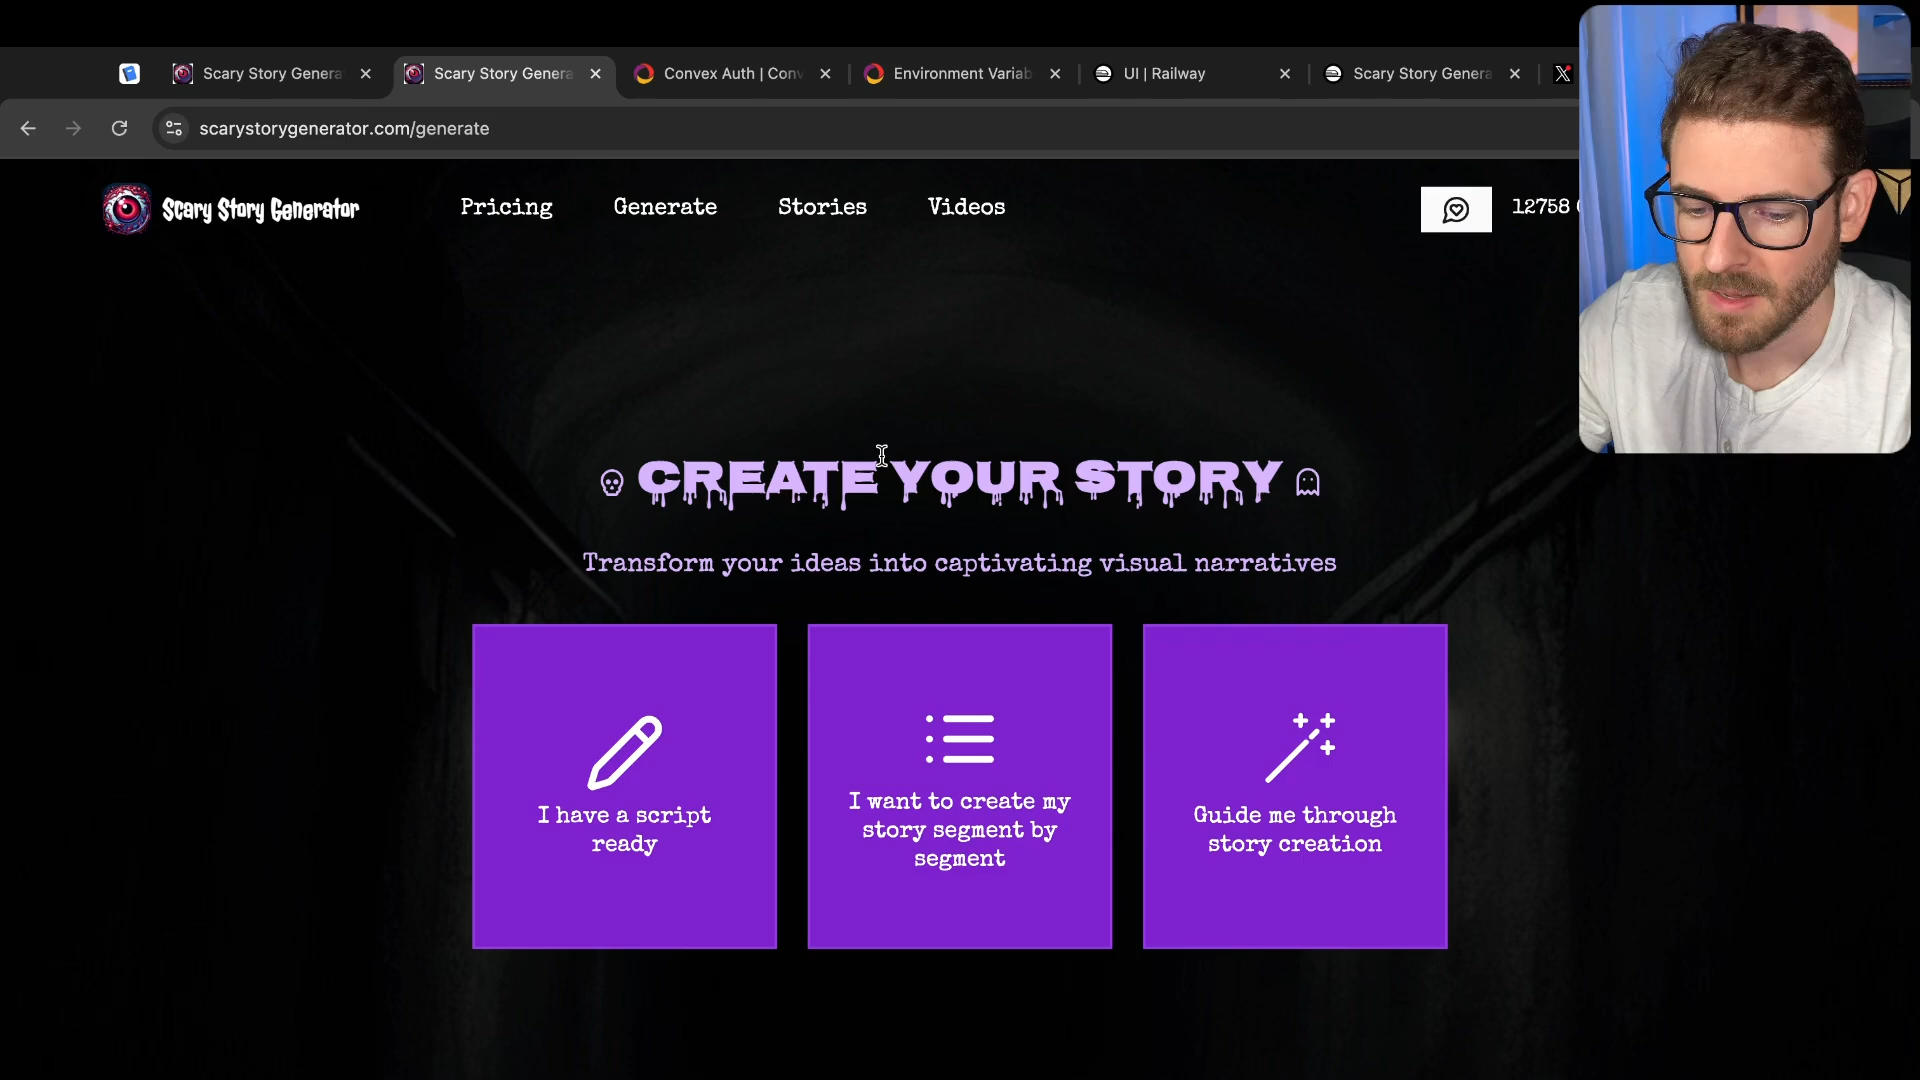 Scary Story Genera
Scary Story Genera
Convex Auth | Conv
Environment Variab
UI | Railway
Scary Story Genera
scarystorygenerator.com/generate
Scary Story Generator
Pricing
Generate
Stories
Videos
12758
CREATE YOUR STORY
Transform your ideas into captivating visual narratives
I have a script
ready
I want to create my
story segment by
segment
Guide me through
story creation